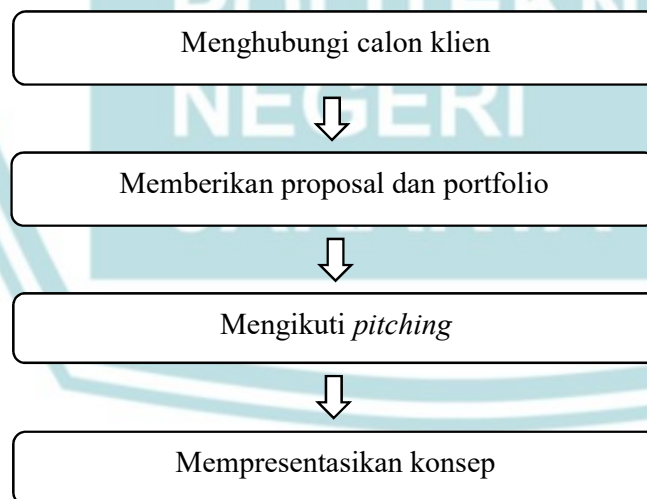 Menghubungi calon klien
NEGERI
Memberikan proposal dan portfolio
Mengikuti pitching
Mempresentasikan konsep